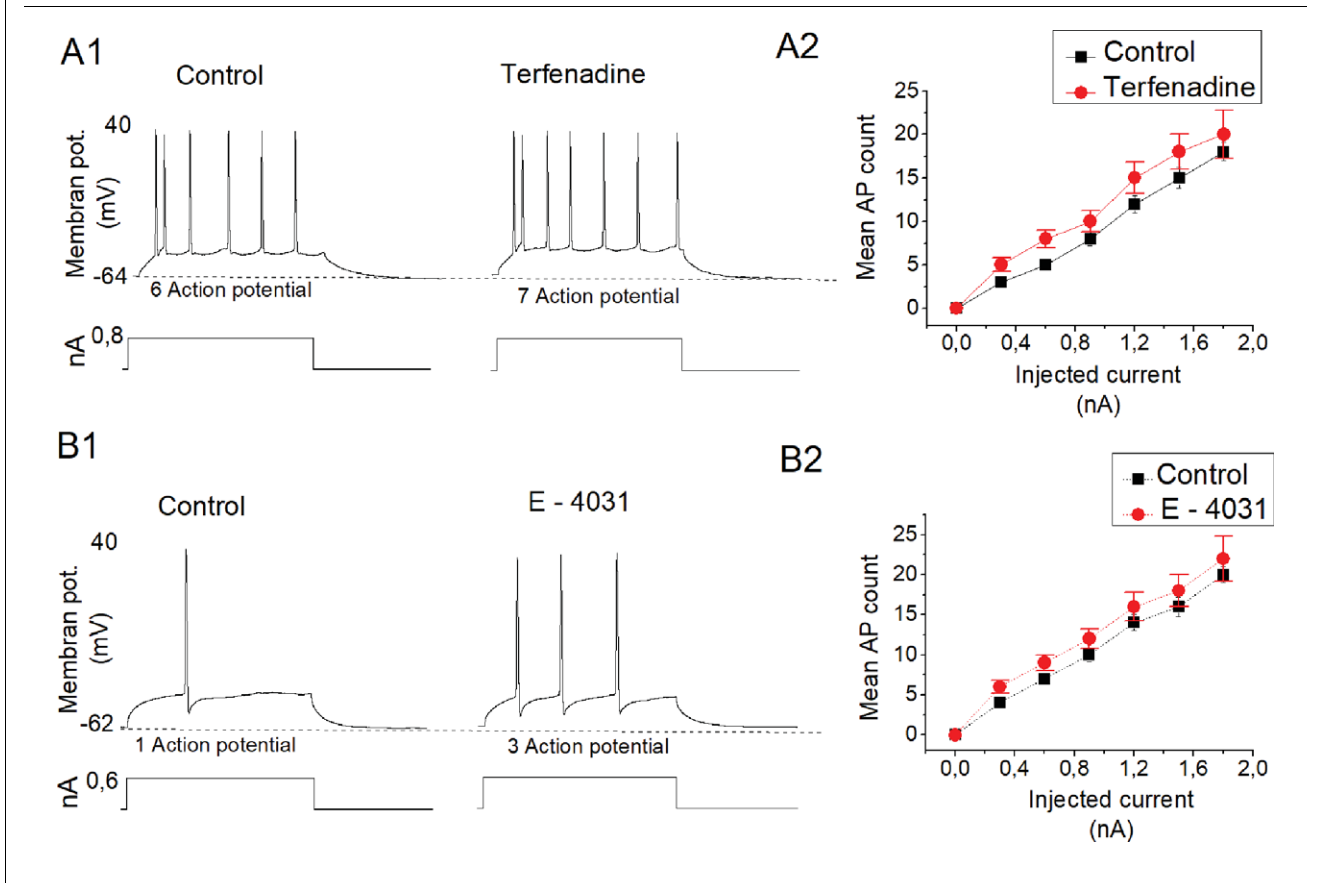 A1
Control
Terfenadine
Membran pot.
(mV)
40
-64
6 Action potential
7 Action potential
nA
0,8
A2
Control
Terfenadine
Mean AP count
25
20
15
10
5
0
0,0 0,4 0,8 1,2 1,6 2,0
Injected current
(nA)
B1
Control
E - 4031
Membran pot.
(mV)
40
-62
1 Action potential
3 Action potential
nA
0,6
B2
Control
E - 4031
Mean AP count
25
20
15
10
5
0
0,0 0,4 0,8 1,2 1,6 2,0
Injected current
(nA)